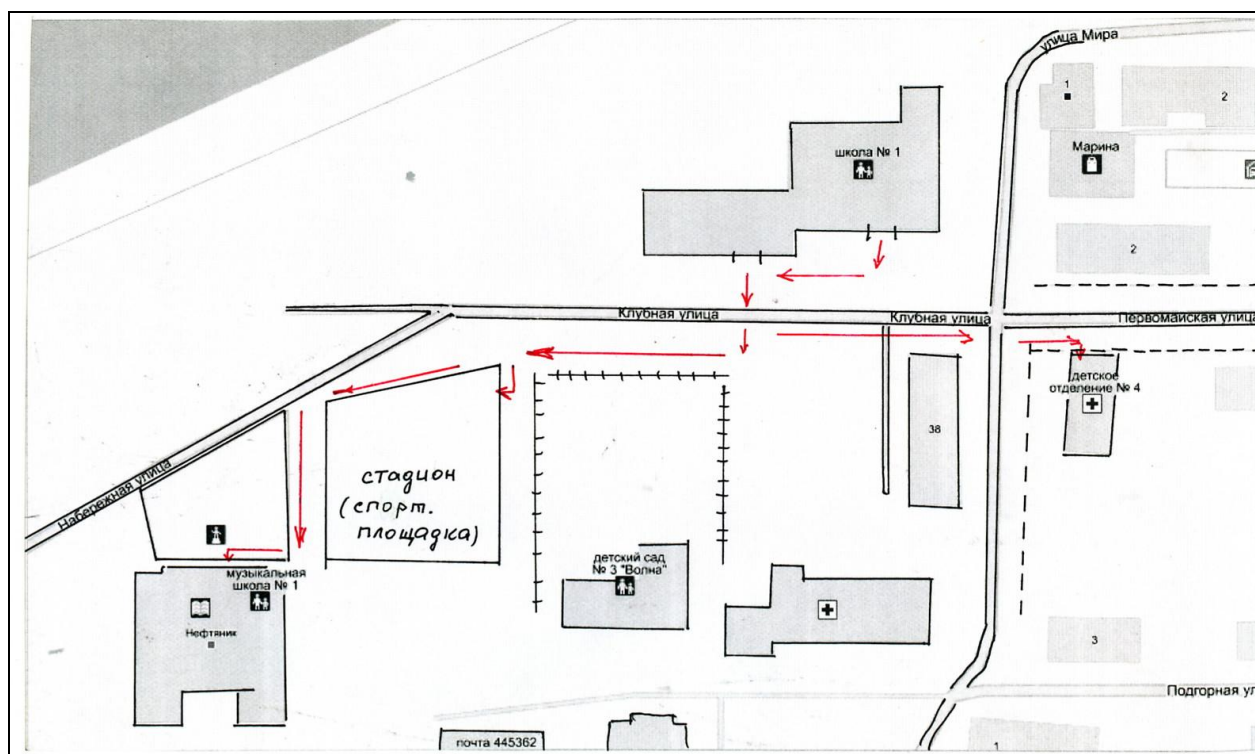 улица Мира
1
2
школа № 1
Марина
2
Клубная улица
Клубная улица
Первомайская улица
детское
отделение № 4
38
Набережная улица
стадион
(спорт.
площадка)
детский сад
№ 3 "Волна"
музыкальная
школа № 1
Нефтяник
3
Подгорная ул
почта 445362
1